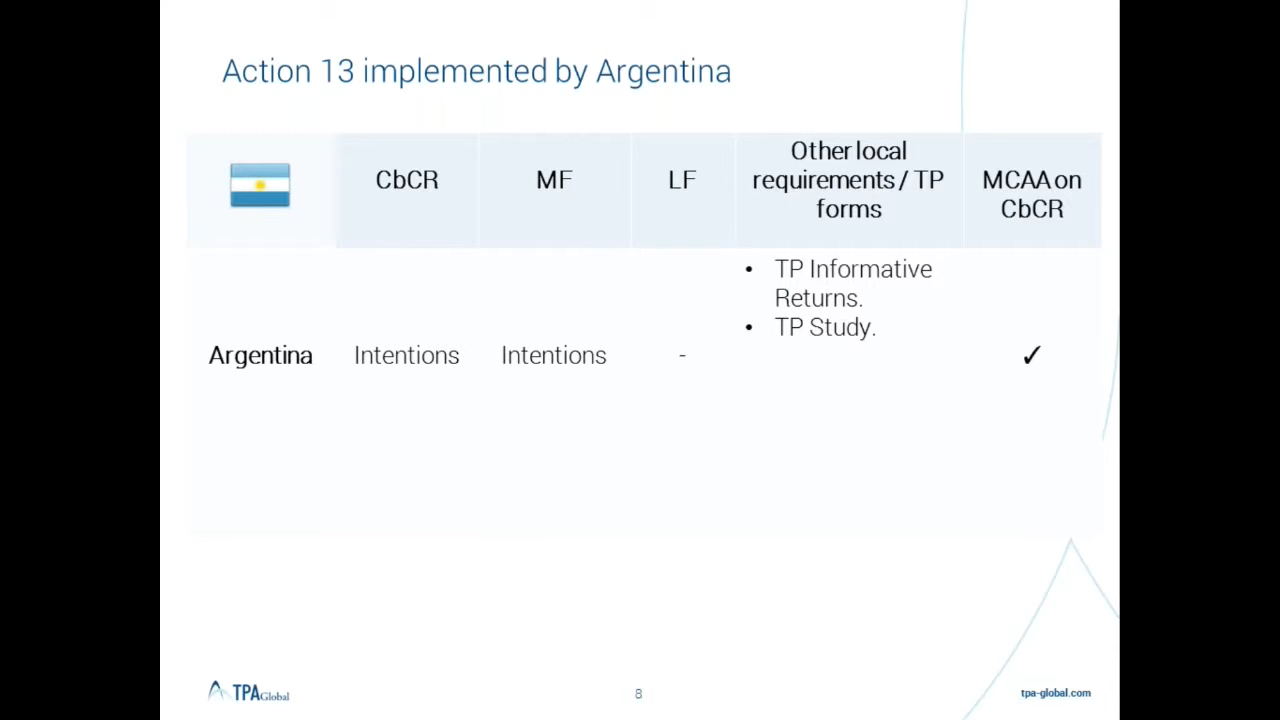 Action 13 implemented by Argentina
CbCR
MF
LF
Other local
requirements / TP
forms
MCAA on
CbCR
Argentina
Intentions
Intentions
-
• TP Informative
Returns.
• TP Study.
✓
TPA Global
8
tpa-global.com